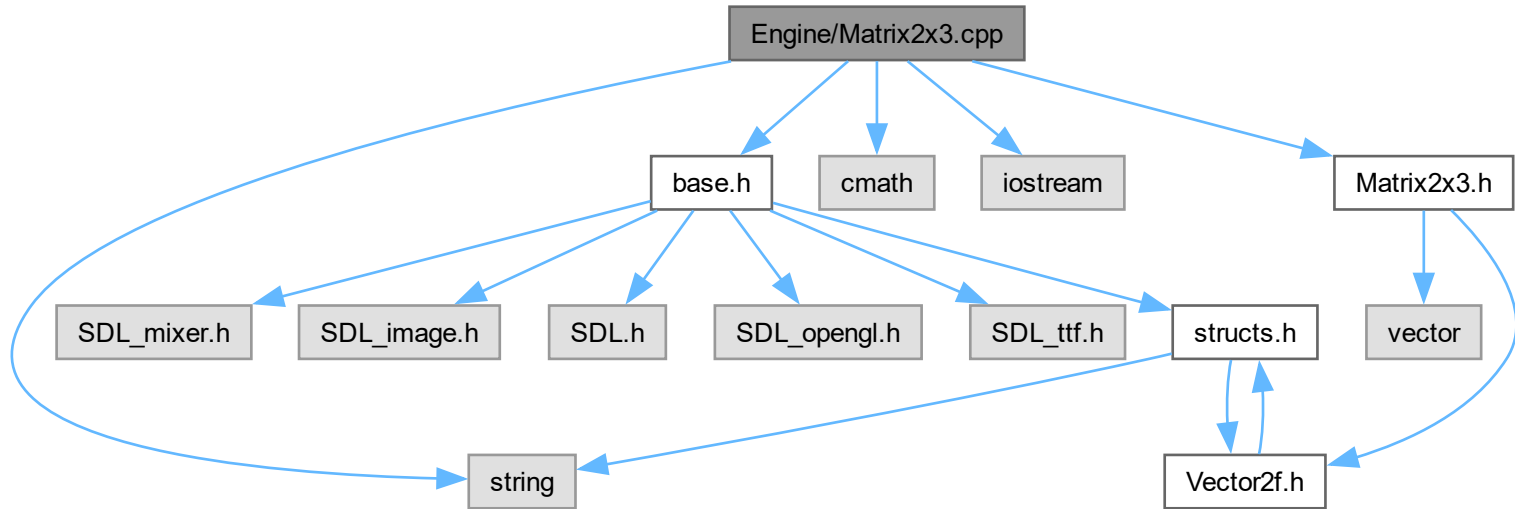 Engine/Matrix2x3.cpp
base.h
cmath
iostream
Matrix2x3.h
SDL_mixer.h
SDL_image.h
SDL.h
SDL_opengl.h
SDL_ttf.h
structs.h
vector
string
Vector2f.h